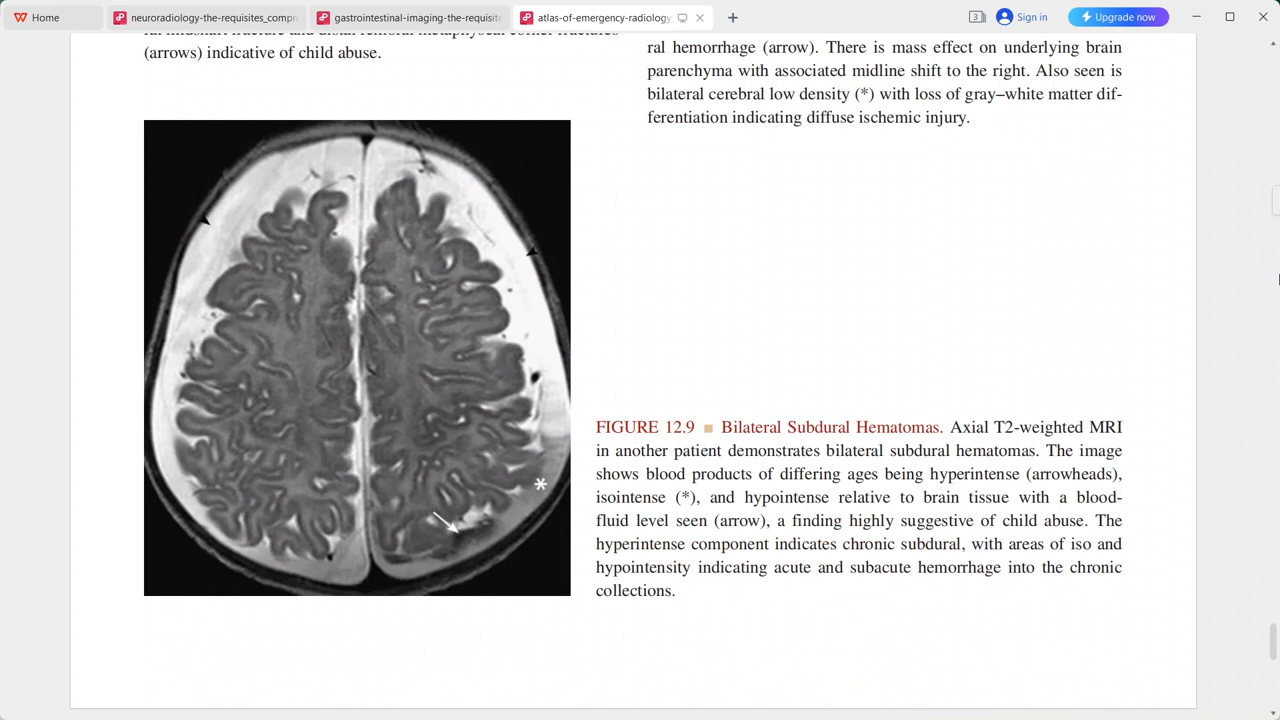 Home
neuroradiology-the-requisite_compr
gastrointestinal-imaging-the-requisite
atlas-of-emergency-radiology
3
Sign in
Upgrade now
(arrows) indicative of child abuse.
ral hemorrhage (arrow). There is mass effect on underlying brain
parenchyma with associated midline shift to the right. Also seen is
bilateral cerebral low density (*) with loss of gray–white matter dif-
ferentiation indicating diffuse ischemic injury.
*
FIGURE 12.9 ■ Bilateral Subdural Hematomas. Axial T2-weighted MRI
in another patient demonstrates bilateral subdural hematomas. The image
shows blood products of differing ages being hyperintense (arrowheads),
isointense (*), and hypointense relative to brain tissue with a blood-
fluid level seen (arrow), a finding highly suggestive of child abuse. The
hyperintense component indicates chronic subdural, with areas of iso and
hypointensity indicating acute and subacute hemorrhage into the chronic
collections.